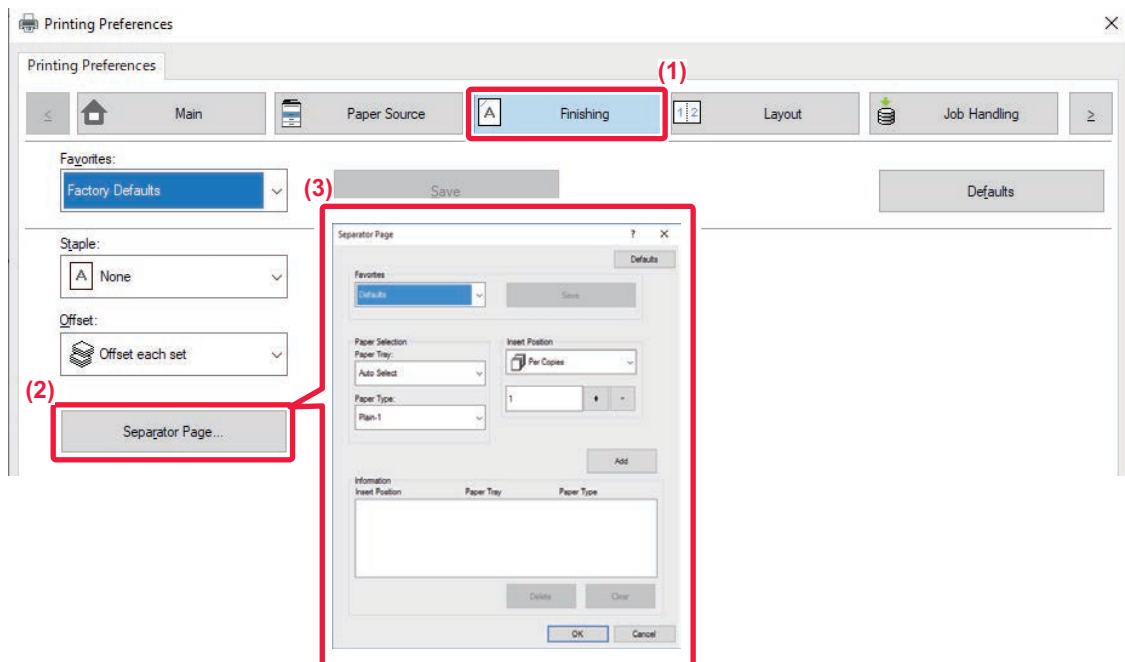 Printing Preferences
Printing Preferences
(1)
≤ Main Paper Source A Finishing 1 2 Layout Job Handling ≥
Favorites:
Factory Defaults
(3)
Save
Defaults
Staple:
A None
Offset:
Offset each set
(2)
Separator Page...
Separator Page ?
Defaults
Favorites
Defaults Save
Paper Selection
Paper Tray:
Auto Select
Paper Type:
Plain-1
Insert Position
Per Copies
1 + -
Add
Information
Insert Position Paper Tray Paper Type
Delete Clear
OK Cancel